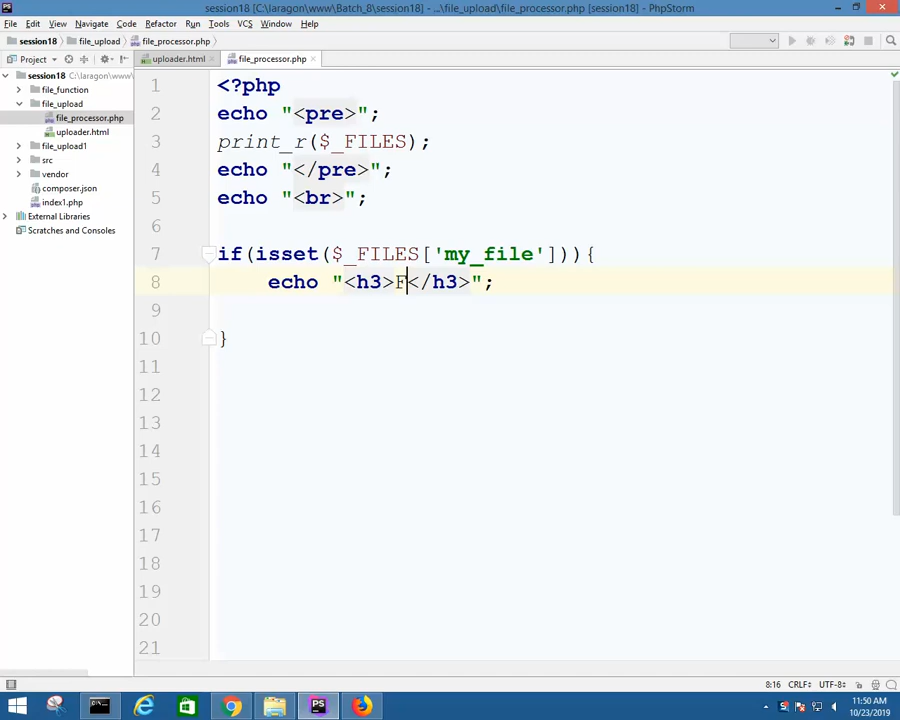 session18 [C:\laragon\www\Batch_8\session18] - ...\file_upload\file_processor.php [session18] - PhpStorm
File Edit View Navigate Code Refactor Run Tools VCS Window Help
session18 file_upload file_processor.php
Project uploader.html file_processor.php
session18 C:\laragon\www\
file_function
file_upload
file_processor.php
uploader.html
file_upload1
src
vendor
composer.json
index1.php
External Libraries
Scratches and Consoles
1 <?php
2 echo "<pre>";
3 print_r($_FILES);
4 echo "</pre>";
5 echo "<br>";
6
7 if(isset($_FILES['my_file'])){
8 echo "<h3>F</h3>";
9
10 }
11
12
13
14
15
16
17
18
19
20
21
8:16 CRLF UTF-8
PS
11:50 AM
10/23/2019